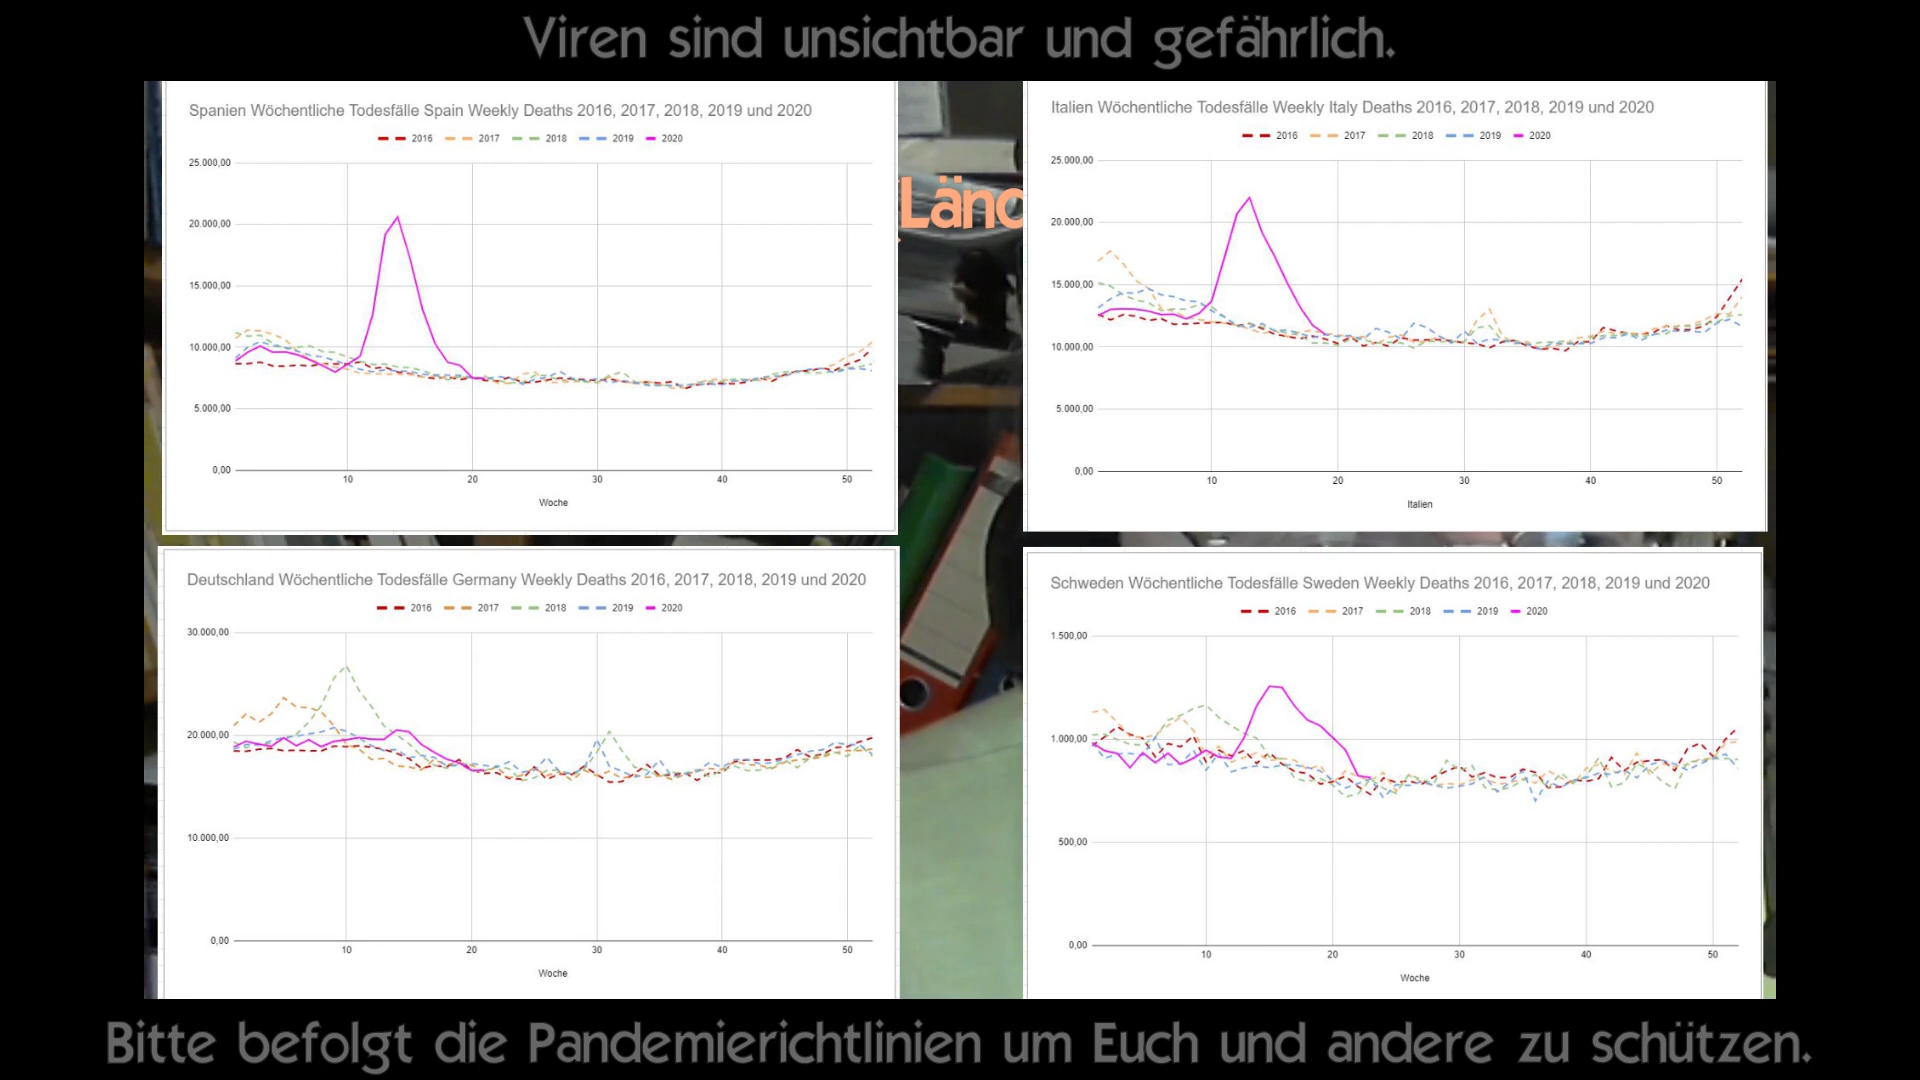 Viren sind unsichtbar und gefährlich.
Spanien Wöchentliche Todesfälle Spain Weekly Deaths 2016, 2017, 2018, 2019 und 2020
2016 2017 2018 2019 2020
25.000,00
20.000,00
15.000,00
10.000,00
5.000,00
0,00
10 20 30 40 50
Woche
Länd
Italien Wöchentliche Todesfälle Weekly Italy Deaths 2016, 2017, 2018, 2019 und 2020
2016 2017 2018 2019 2020
25.000,00
20.000,00
15.000,00
10.000,00
5.000,00
0,00
10 20 30 40 50
Italien
Deutschland Wöchentliche Todesfälle Germany Weekly Deaths 2016, 2017, 2018, 2019 und 2020
2016 2017 2018 2019 2020
30.000,00
20.000,00
10.000,00
0,00
10 20 30 40 50
Woche
Schweden Wöchentliche Todesfälle Sweden Weekly Deaths 2016, 2017, 2018, 2019 und 2020
2016 2017 2018 2019 2020
1.500,00
1.000,00
500,00
0,00
10 20 30 40 50
Woche
Bitte befolgt die Pandemierichtlinien um Euch und andere zu schützen.